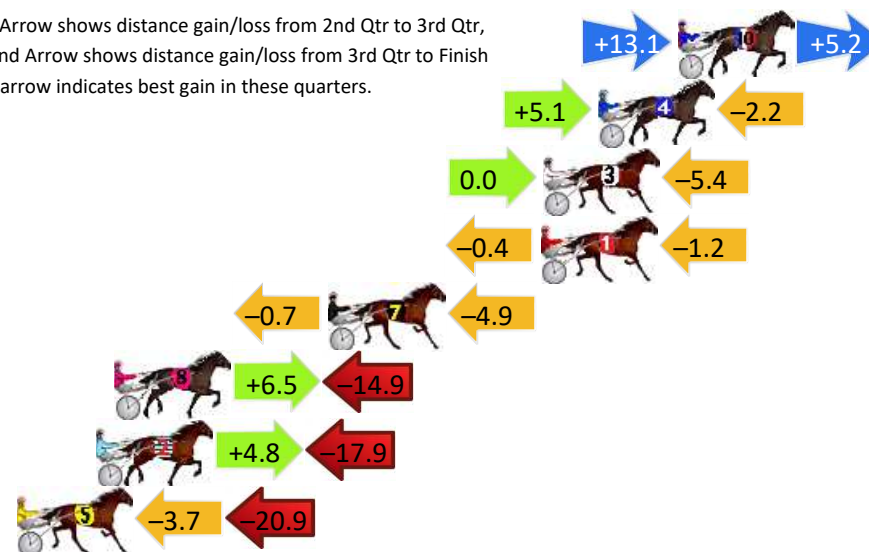 Arrow shows distance gain/loss from 2nd Qtr to 3rd Qtr,
nd Arrow shows distance gain/loss from 3rd Qtr to Finish
arrow indicates best gain in these quarters.
+13.1 10 +5.2
+5.1 4 –2.2
0.0 3 –5.4
–0.4 1 –1.2
–0.7 7 –4.9
8 +6.5 –14.9
+4.8 –17.9
5 –3.7 –20.9